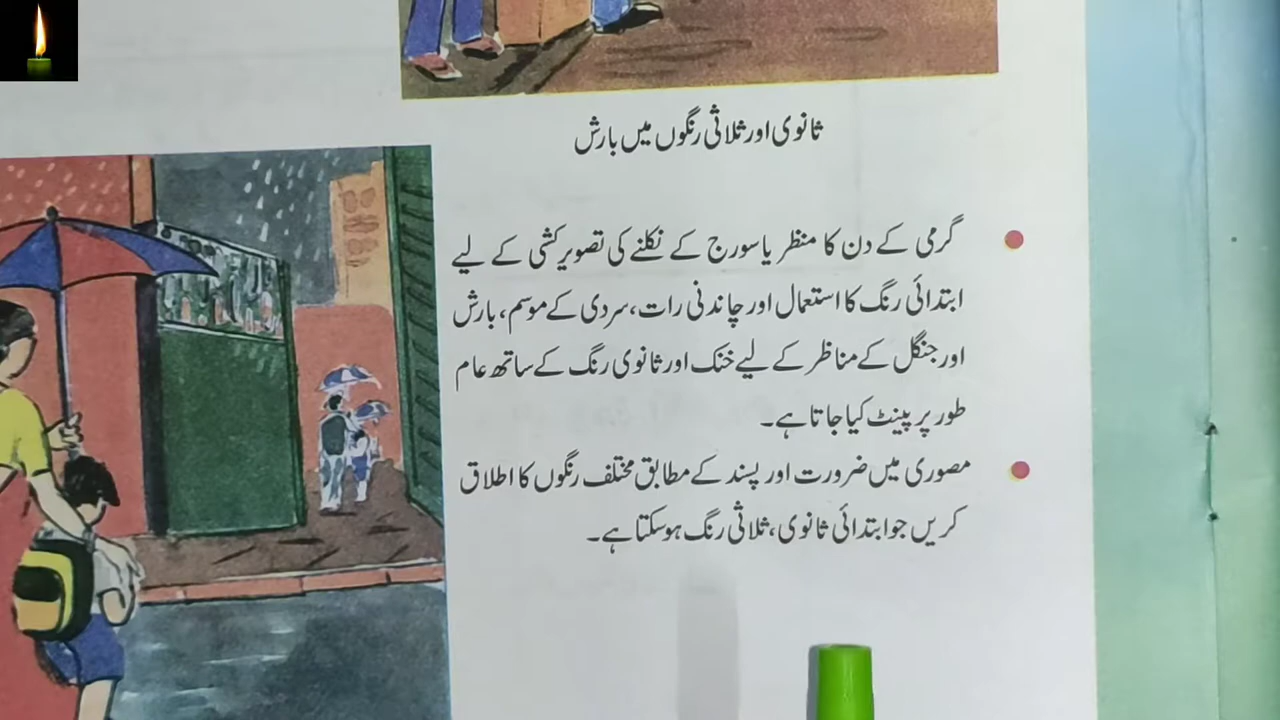 ثانوی اور ثلاثی رنگوں میں بارش
گرمی کے دن کا منظر یا سورج کے نکلنے کی تصویر کشی کے لیے
ابتدائی رنگ کا استعمال اور چاندنی رات، سردی کے موسم، بارش
اور جنگل کے مناظر کے لیے خنک اور ثانوی رنگ کے ساتھ عام
طور پر پینٹ کیا جاتا ہے۔
مصوری میں ضرورت اور پسند کے مطابق مختلف رنگوں کا اطلاق
کریں جو ابتدائی ثانوی، ثلاثی رنگ ہو سکتا ہے۔